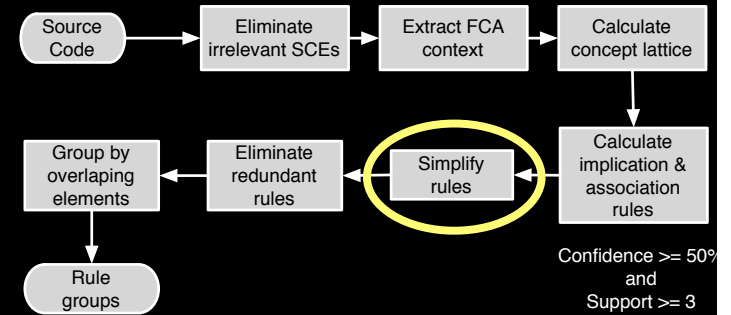 Source
Code
Eliminate
irrelevant SCEs
Extract FCA
context
Calculate
concept lattice
Calculate
implication &
association
rules
Simplify
rules
Eliminate
redundant
rules
Group by
overlaping
elements
Rule
groups
Confidence >= 50%
and
Support >= 3